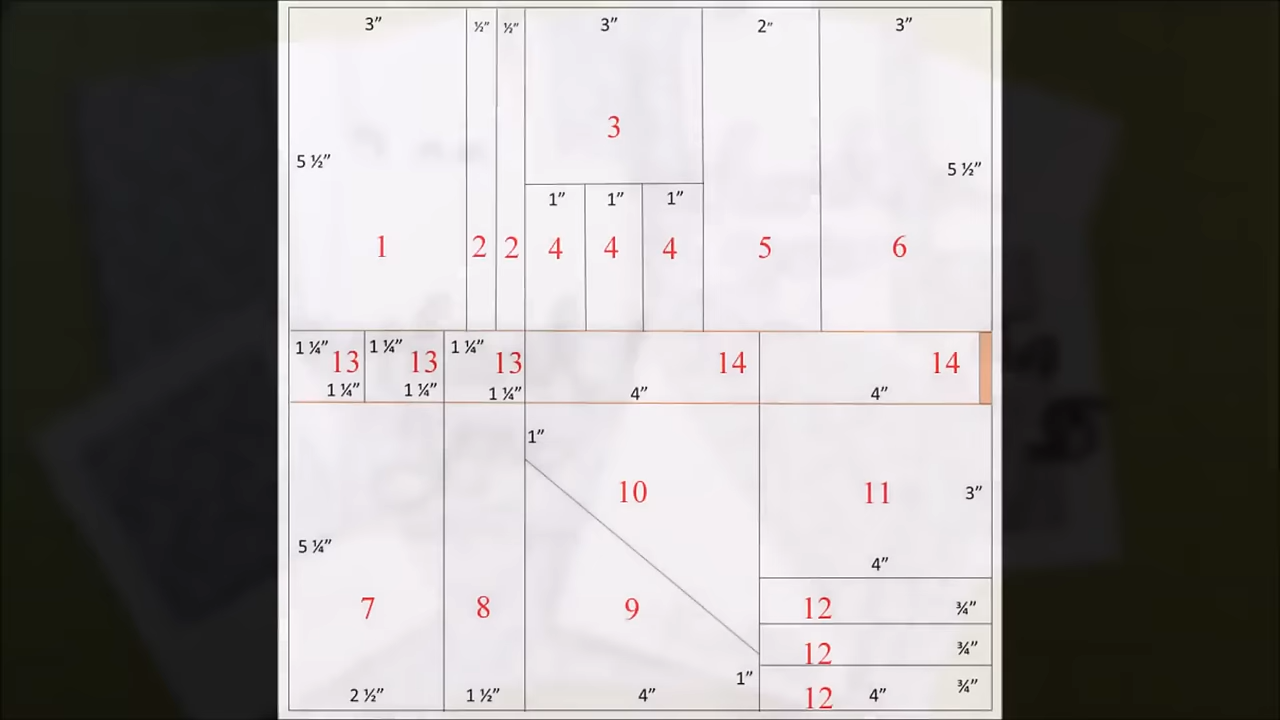 3” ½” ½” 3” 2” 3”
3
5 ½” 5 ½”
1” 1” 1”
1 2 2 4 4 4 5 6
1 ¼” 13 1 ¼” 13 1 ¼” 13 14 14
1 ¼” 1 ¼” 1 ¼” 4” 4”
1”
10 11 3”
5 ¼” 4”
7 8 9 12 ¾”
12 ¾”
1” ¾”
2 ½” 1 ½” 4” 12 4”